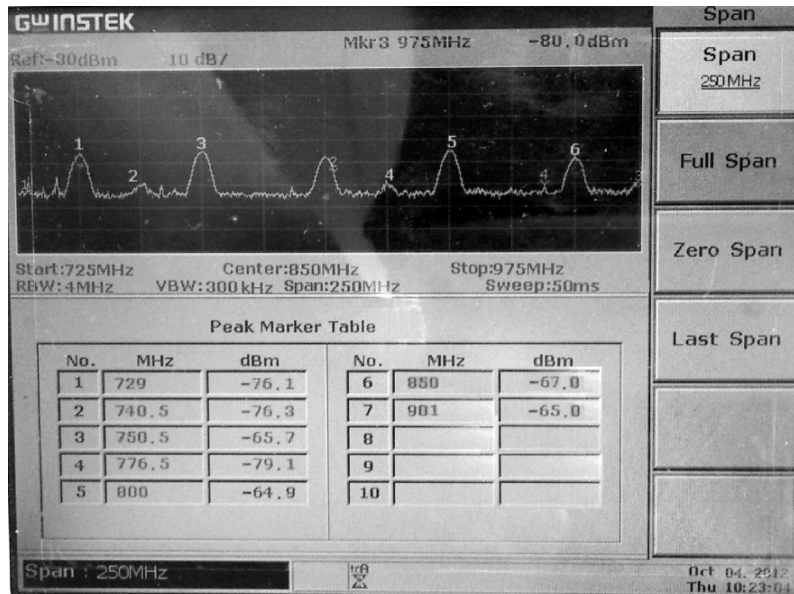 GWINSTEK
Mkr3 975MHz -80.0dBm
Ref:-30dBm 10 dB/
1 2 3 4 5 6
Start:725MHz Center:850MHz Stop:975MHz
RBW:4MHz VBW:300kHz Span:250MHz Sweep:50ms
Peak Marker Table
No. MHz dBm No. MHz dBm
1 729 -76.1 6 850 -67.0
2 740.5 -76.3 7 901 -65.0
3 750.5 -65.7 8
4 776.5 -79.1 9
5 800 -64.9 10
Span : 250MHz
trA
Span
Span
250MHz
Full Span
Zero Span
Last Span
Oct 04. 2012
Thu 10:23:04